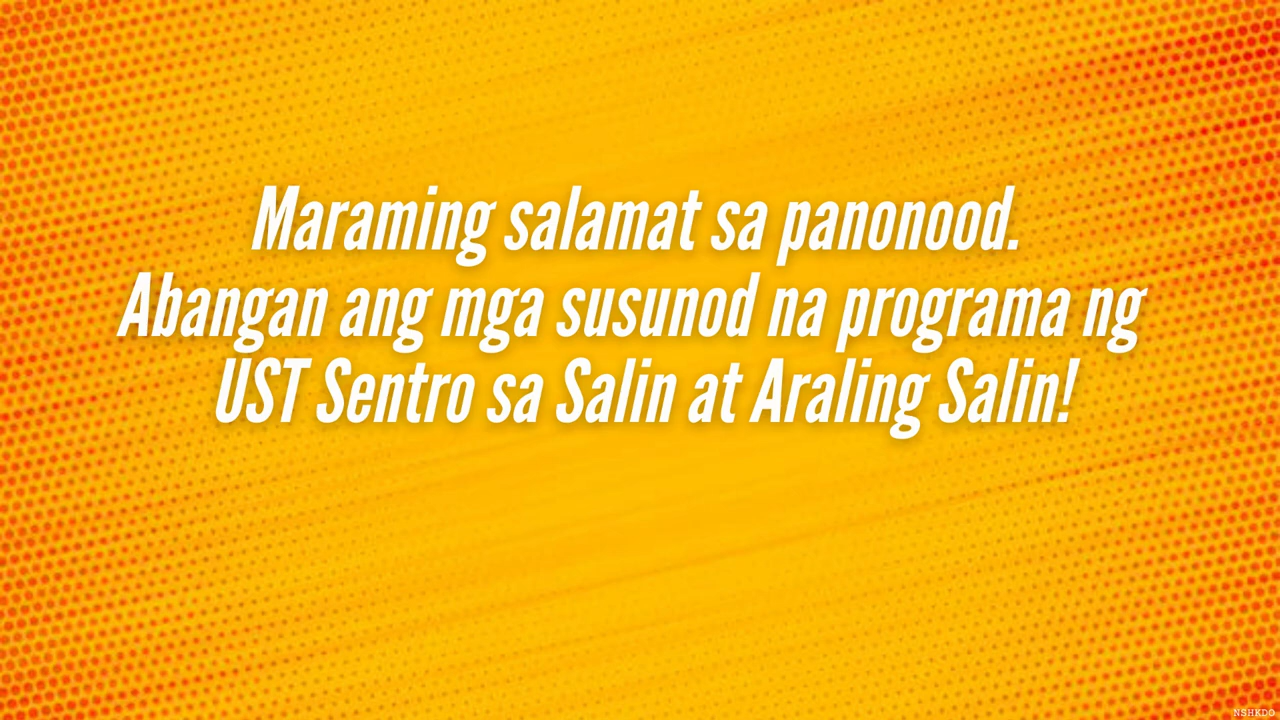 Maraming salamat sa panonood.
Abangan ang mga susunod na programa ng
UST Sentro sa Salin at Araling Salin!
NSHKDO